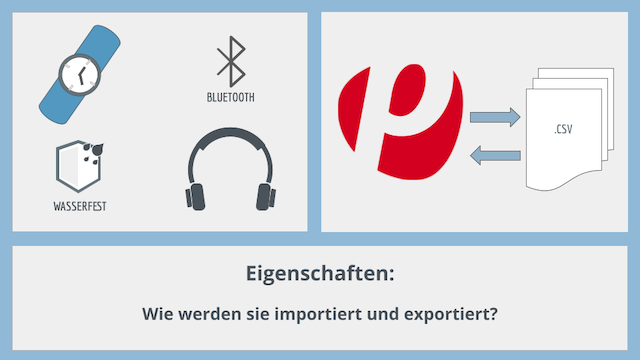 BLUETOOTH
WASSERFEST
.CSV
Eigenschaften:
Wie werden sie importiert und exportiert?